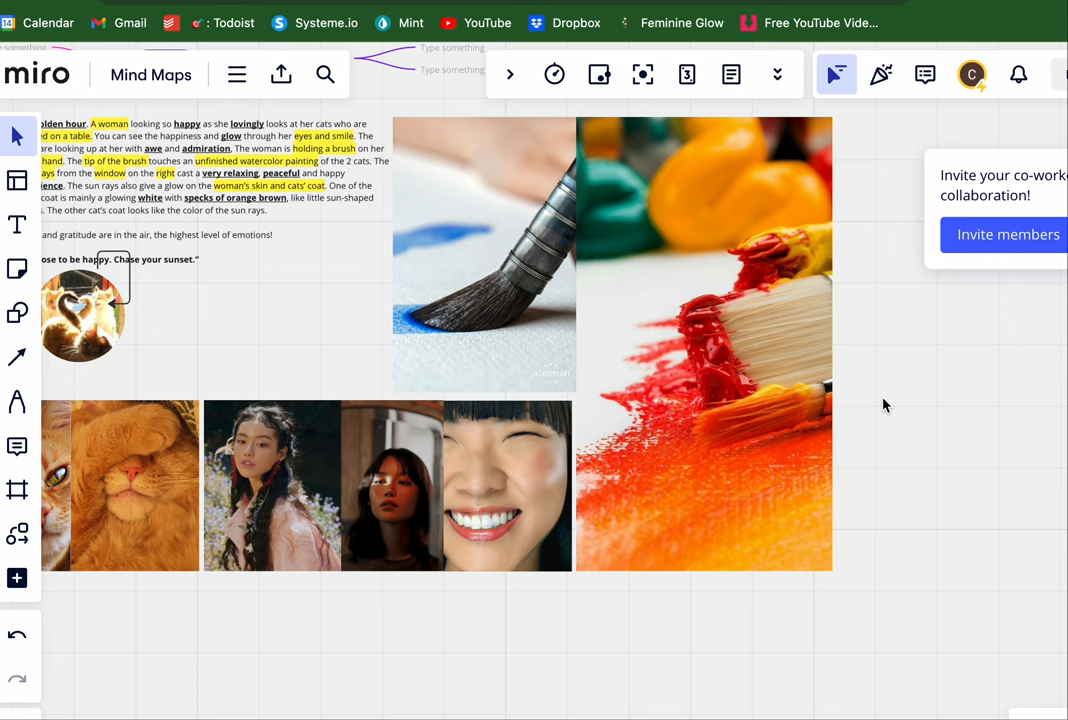 14 Calendar Gmail : Todoist Systeme.io Mint YouTube Dropbox Feminine Glow Free YouTube Vide...
Type something
Type something
miro Mind Maps
3
C
olden hour. A woman looking so happy as she lovingly looks at her cats who are
ed on a table. You can see the happiness and glow through her eyes and smile. The
are looking up at her with awe and admiration. The woman is holding a brush on her
hand. The tip of the brush touches an unfinished watercolor painting of the 2 cats. The
ays from the window on the right cast a very relaxing, peaceful and happy
ience. The sun rays also give a glow on the woman's skin and cats' coat. One of the
coat is mainly a glowing white with specks of orange brown, like little sun-shaped
s. The other cat's coat looks like the color of the sun rays.
and gratitude are in the air, the highest level of emotions!
ose to be happy. Chase your sunset."
JACKSONSART
Invite your co-work
collaboration!
Invite members